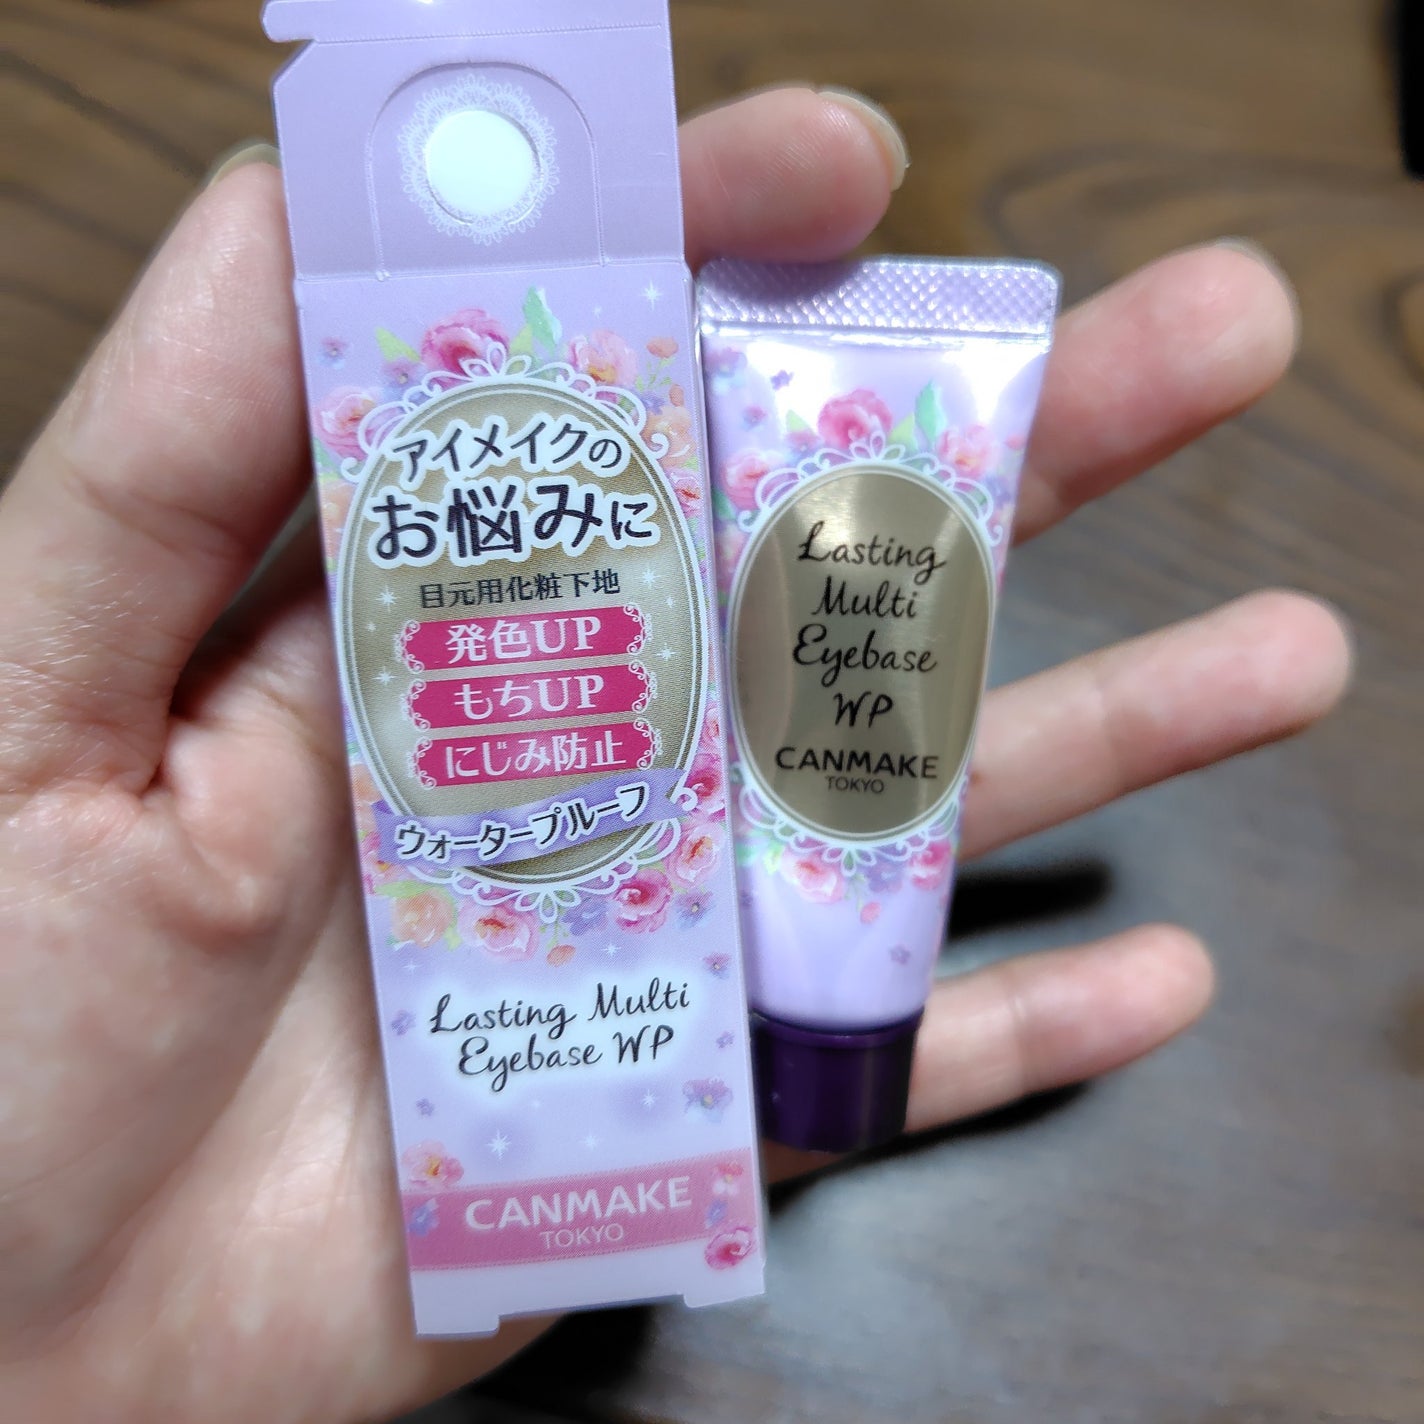 アイメイクの
お悩みに
目元用化粧下地
発色UP
もちUP
にじみ防止
ウォータープルーフ
Lasting Multi
Eyebase WP
CANMAKE
TOKYO
Lasting
Multi
Eyebase
WP
CANMAKE
TOKYO